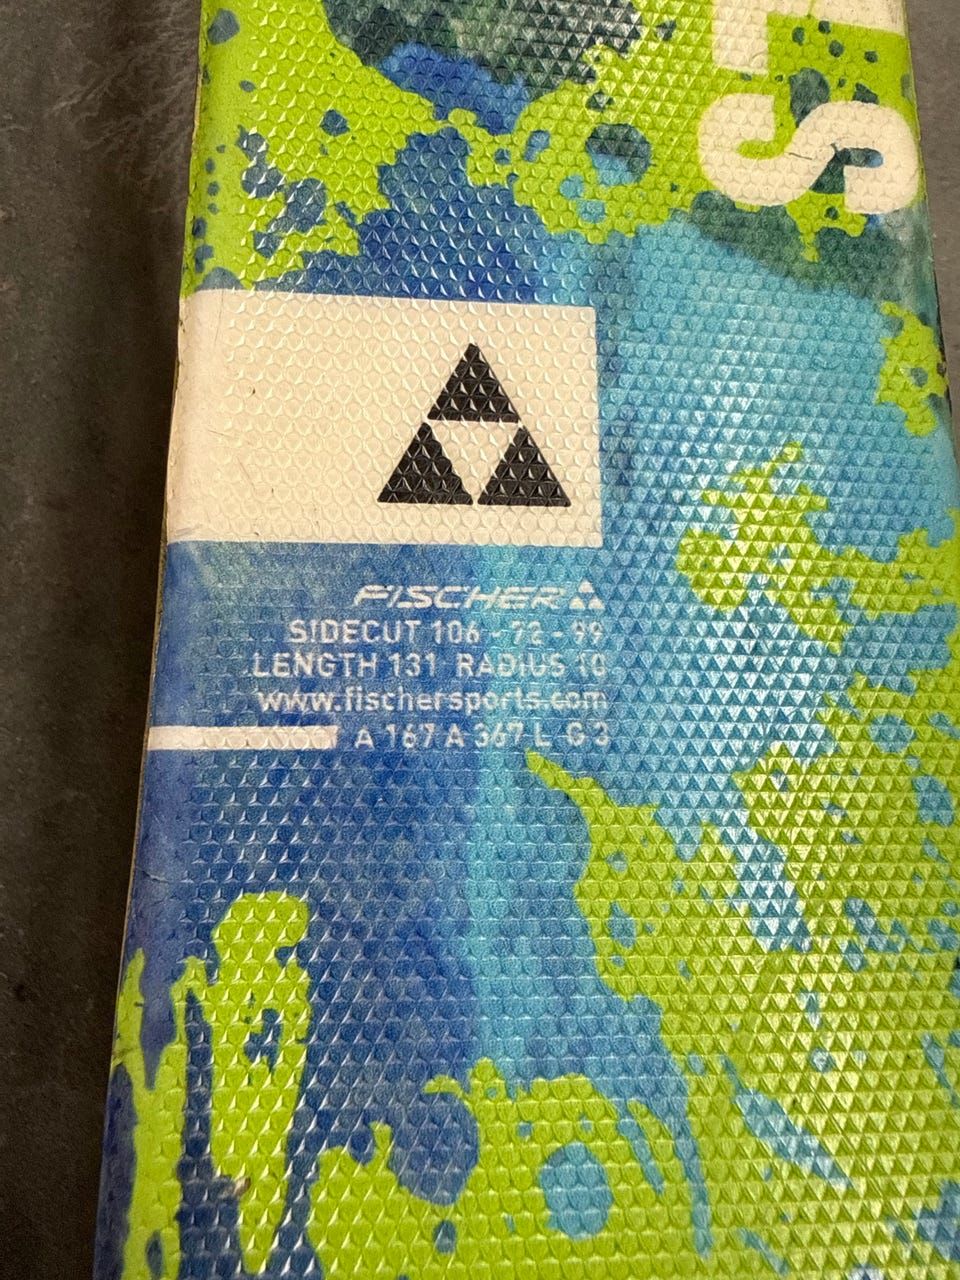 FISCHER
SIDECUT 106 - 72 - 99
LENGTH 131 RADIUS 10
www.fischersports.com
A 167 A 367 L G 3